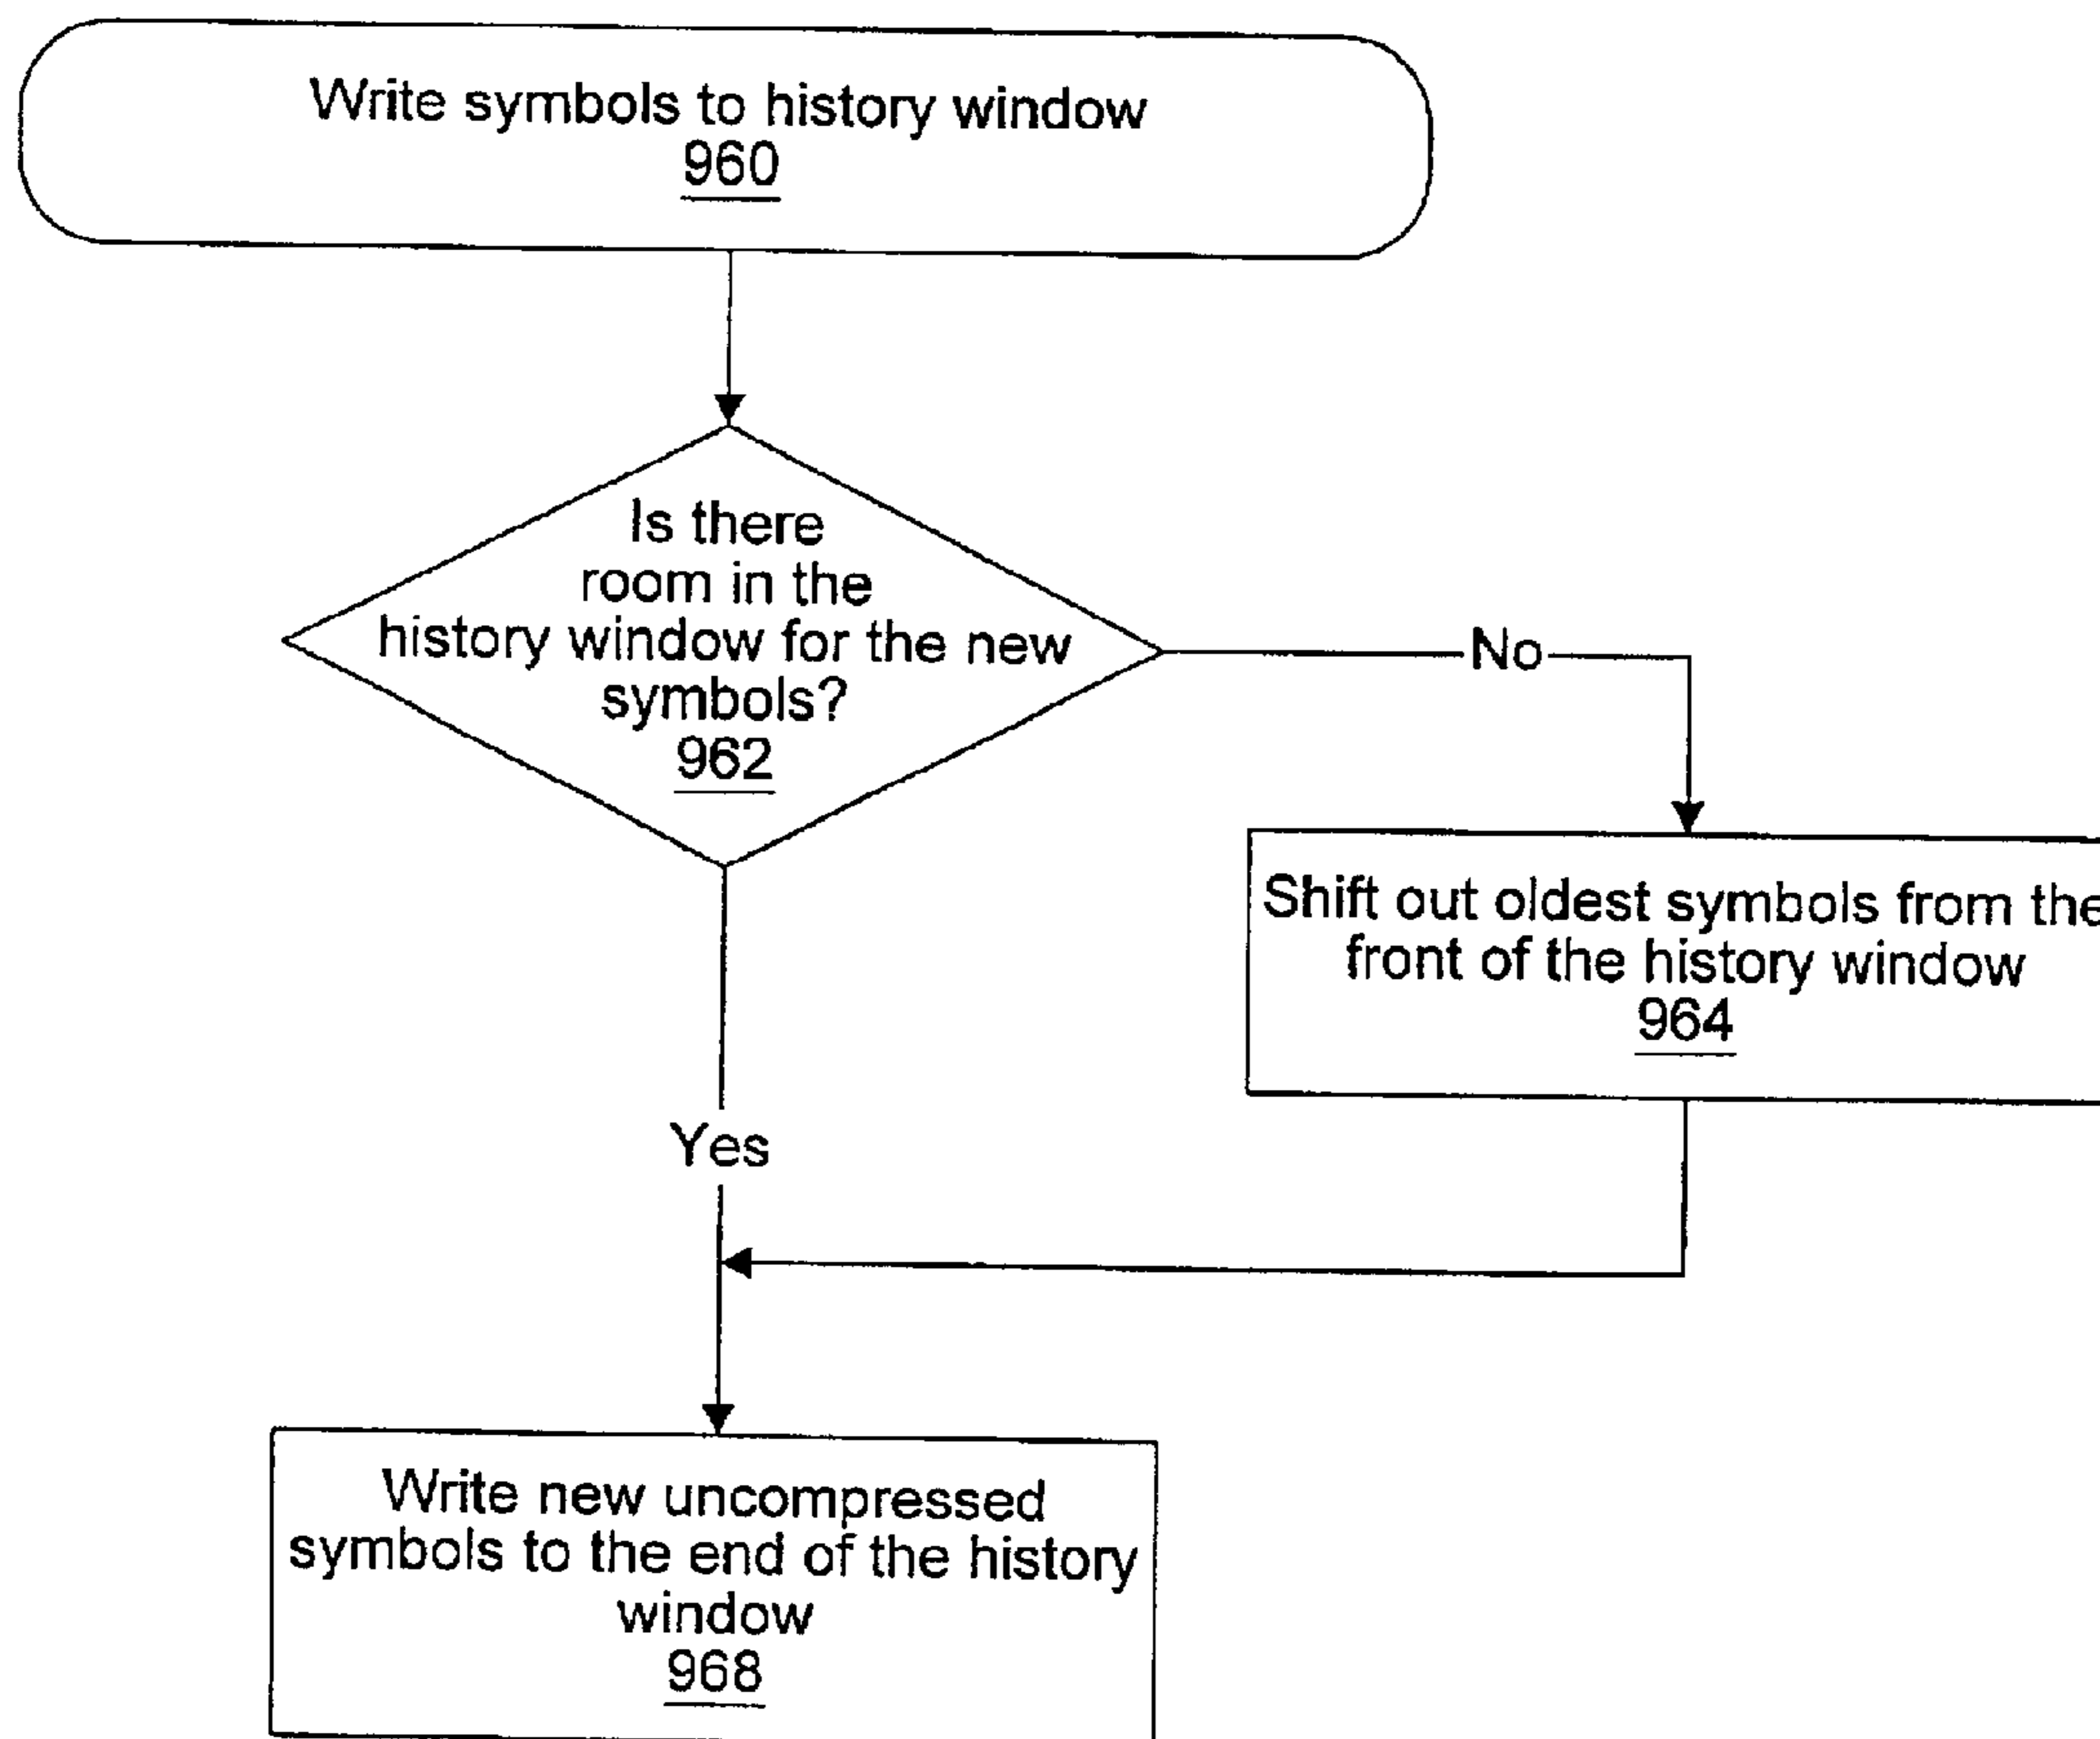 Write symbols to history window
960
Is there
room in the
history window for the new
symbols?
962
No
Shift out oldest symbols from the
front of the history window
964
Yes
Write new uncompressed
symbols to the end of the history
window
968